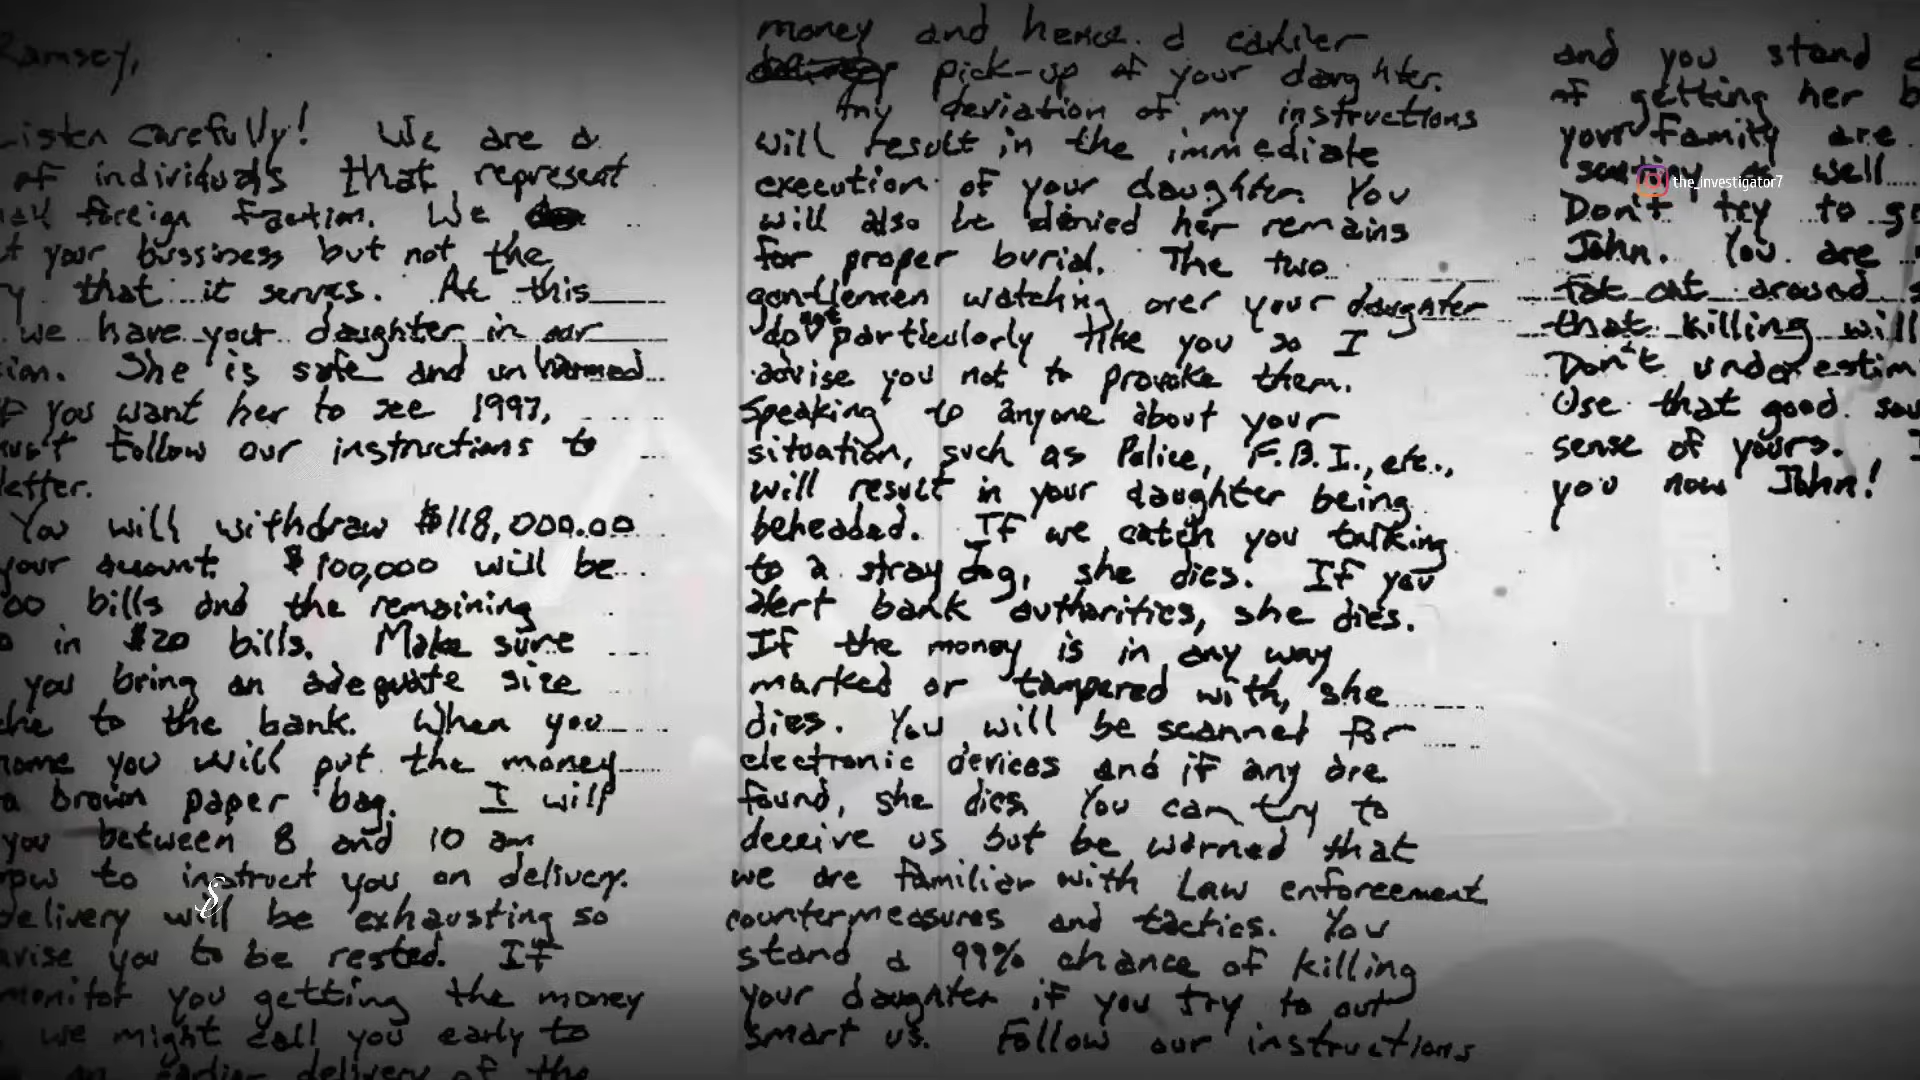 Ramsey,
Listen carefully! We are a
of individuals that represent
foreign faction. We
your bussiness but not the
that it serves. At this
we have your daughter in our
She is safe and unharmed
you want her to see 1997,
follow our instructions to
letter.
You will withdraw $118,000.00
your account. $100,000 will be
bills and the remaining
in $20 bills. Make sure
you bring an adequate size
to the bank. When you
you will put the money
a brown paper bag. I will
you between 8 and 10 am
to instruct you on delivery.
delivery will be exhausting so
you to be rested. If
monitor you getting the money
we might call you early to
an earlier delivery of the
money and hence a earlier
delivery pick-up of your daughter.
Any deviation of my instructions
will result in the immediate
execution of your daughter. You
will also be denied her remains
for proper burial. The two
gentlemen watching over your daughter
do not particularly like you so I
advise you not to provoke them.
Speaking to anyone about your
situation, such as Police, F.B.I., etc.,
will result in your daughter being
beheaded. If we catch you talking
to a stray dog, she dies. If you
alert bank authorities, she dies.
If the money is in any way
marked or tampered with, she
dies. You will be scanned for
electronic devices and if any are
found, she dies. You can try to
deceive us but be warned that
we are familiar with Law enforcement
countermeasures and tactics. You
stand a 99% chance of killing
your daughter if you try to out
smart us. Follow our instructions
and you stand
of getting her
your family are
well
Don't try to
John. You are
fat cat around
that killing will
Don't
Use that good
sense of yours. I
you now John!
the_investigator7